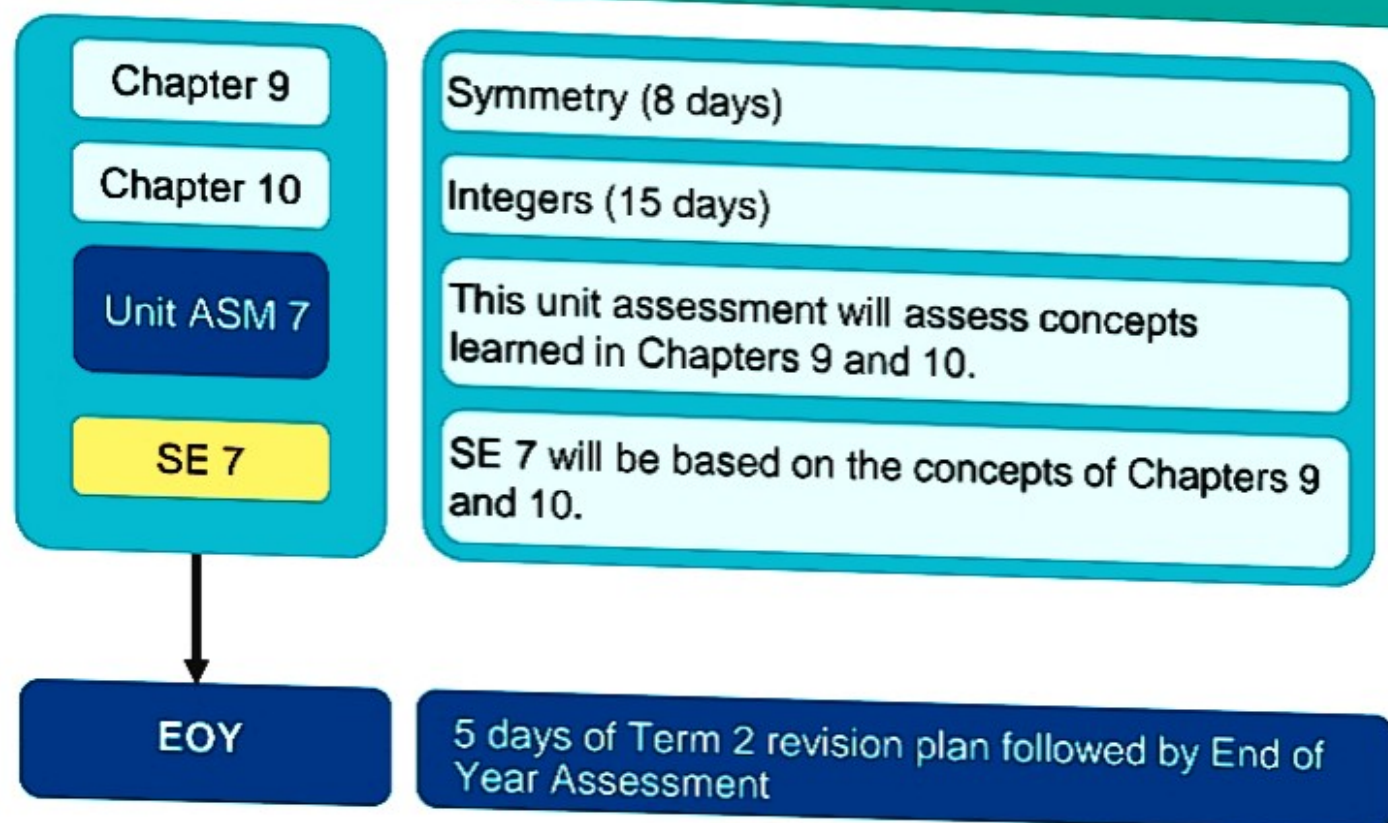 Chapter 9
Symmetry (8 days)
Chapter 10
Integers (15 days)
Unit ASM 7
This unit assessment will assess concepts
learned in Chapters 9 and 10.
SE 7
SE 7 will be based on the concepts of Chapters 9
and 10.
EOY
5 days of Term 2 revision plan followed by End of
Year Assessment